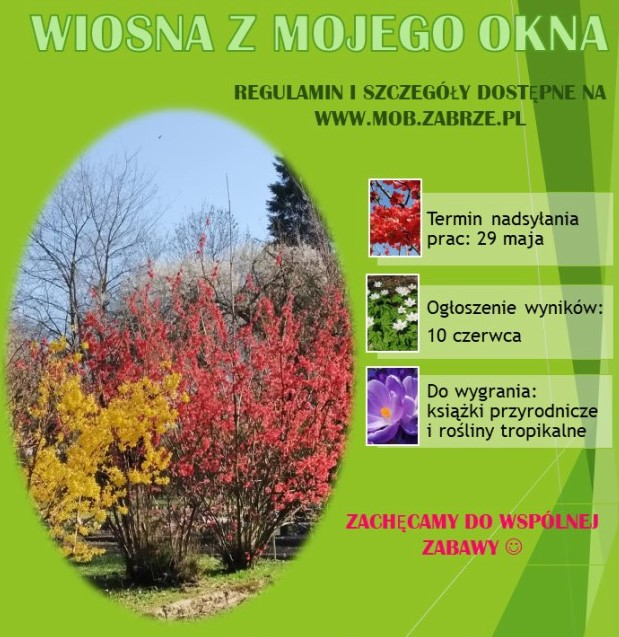 WIOSNA Z MOJEGO OKNA
REGULAMIN I SZCZEGÓŁY DOSTĘPNE NA
WWW.MOB.ZABRZE.PL
Termin nadsyłania
prac: 29 maja
Ogłoszenie wyników:
10 czerwca
Do wygrania:
książki przyrodnicze
i rośliny tropikalne
ZACHĘCAMY DO WSPÓLNEJ
ZABAWY ☺